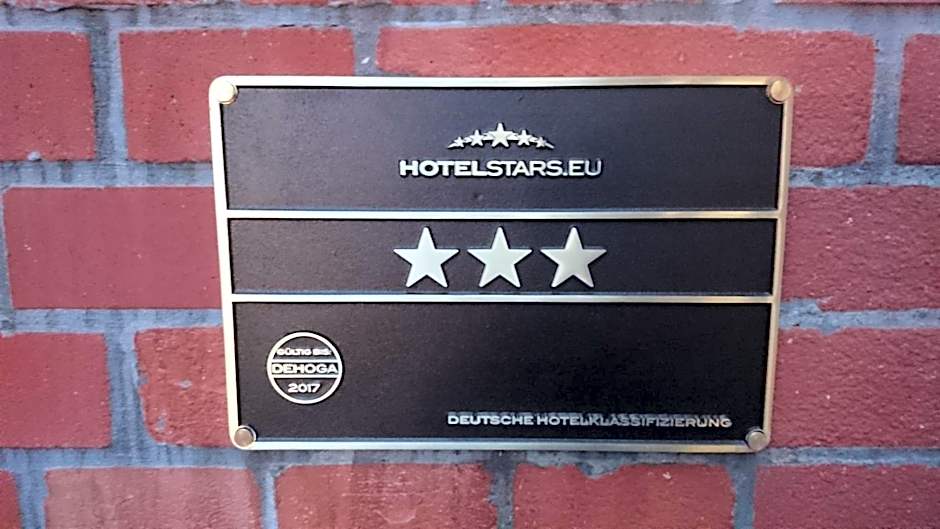 HOTELSTARS.EU
GÜLTIG BIS:
DEHOGA
2017
DEUTSCHE HOTELKLASSIFIZIERUNG